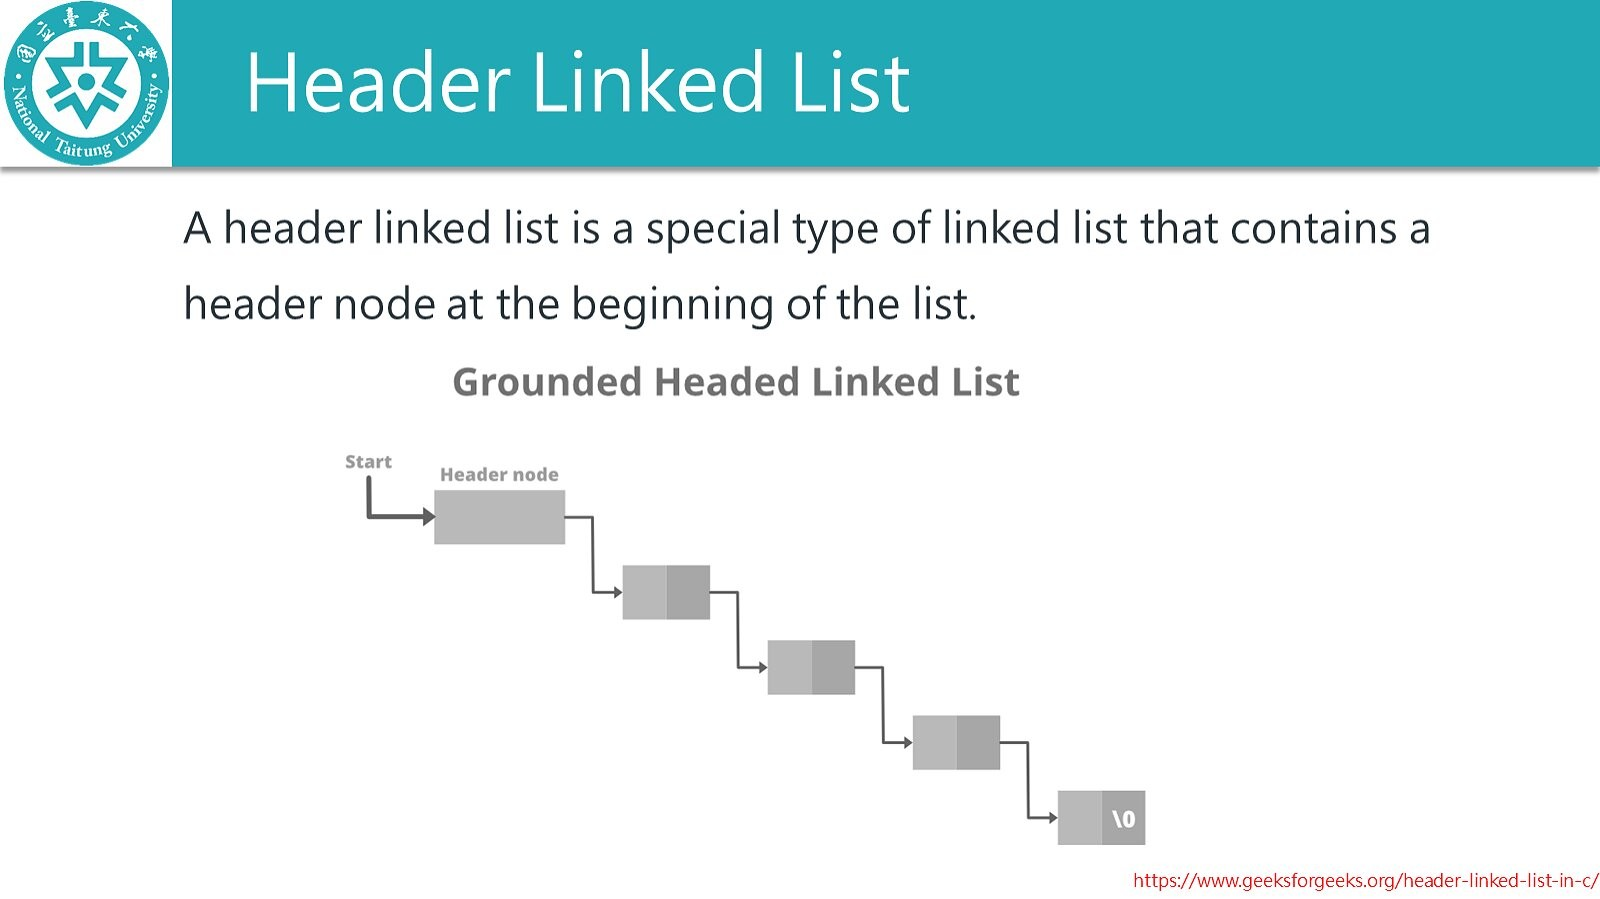 國立臺東大學
National Taitung University
Header Linked List
A header linked list is a special type of linked list that contains a
header node at the beginning of the list.
Grounded Headed Linked List
Start
Header node
\0
https://www.geeksforgeeks.org/header-linked-list-in-c/